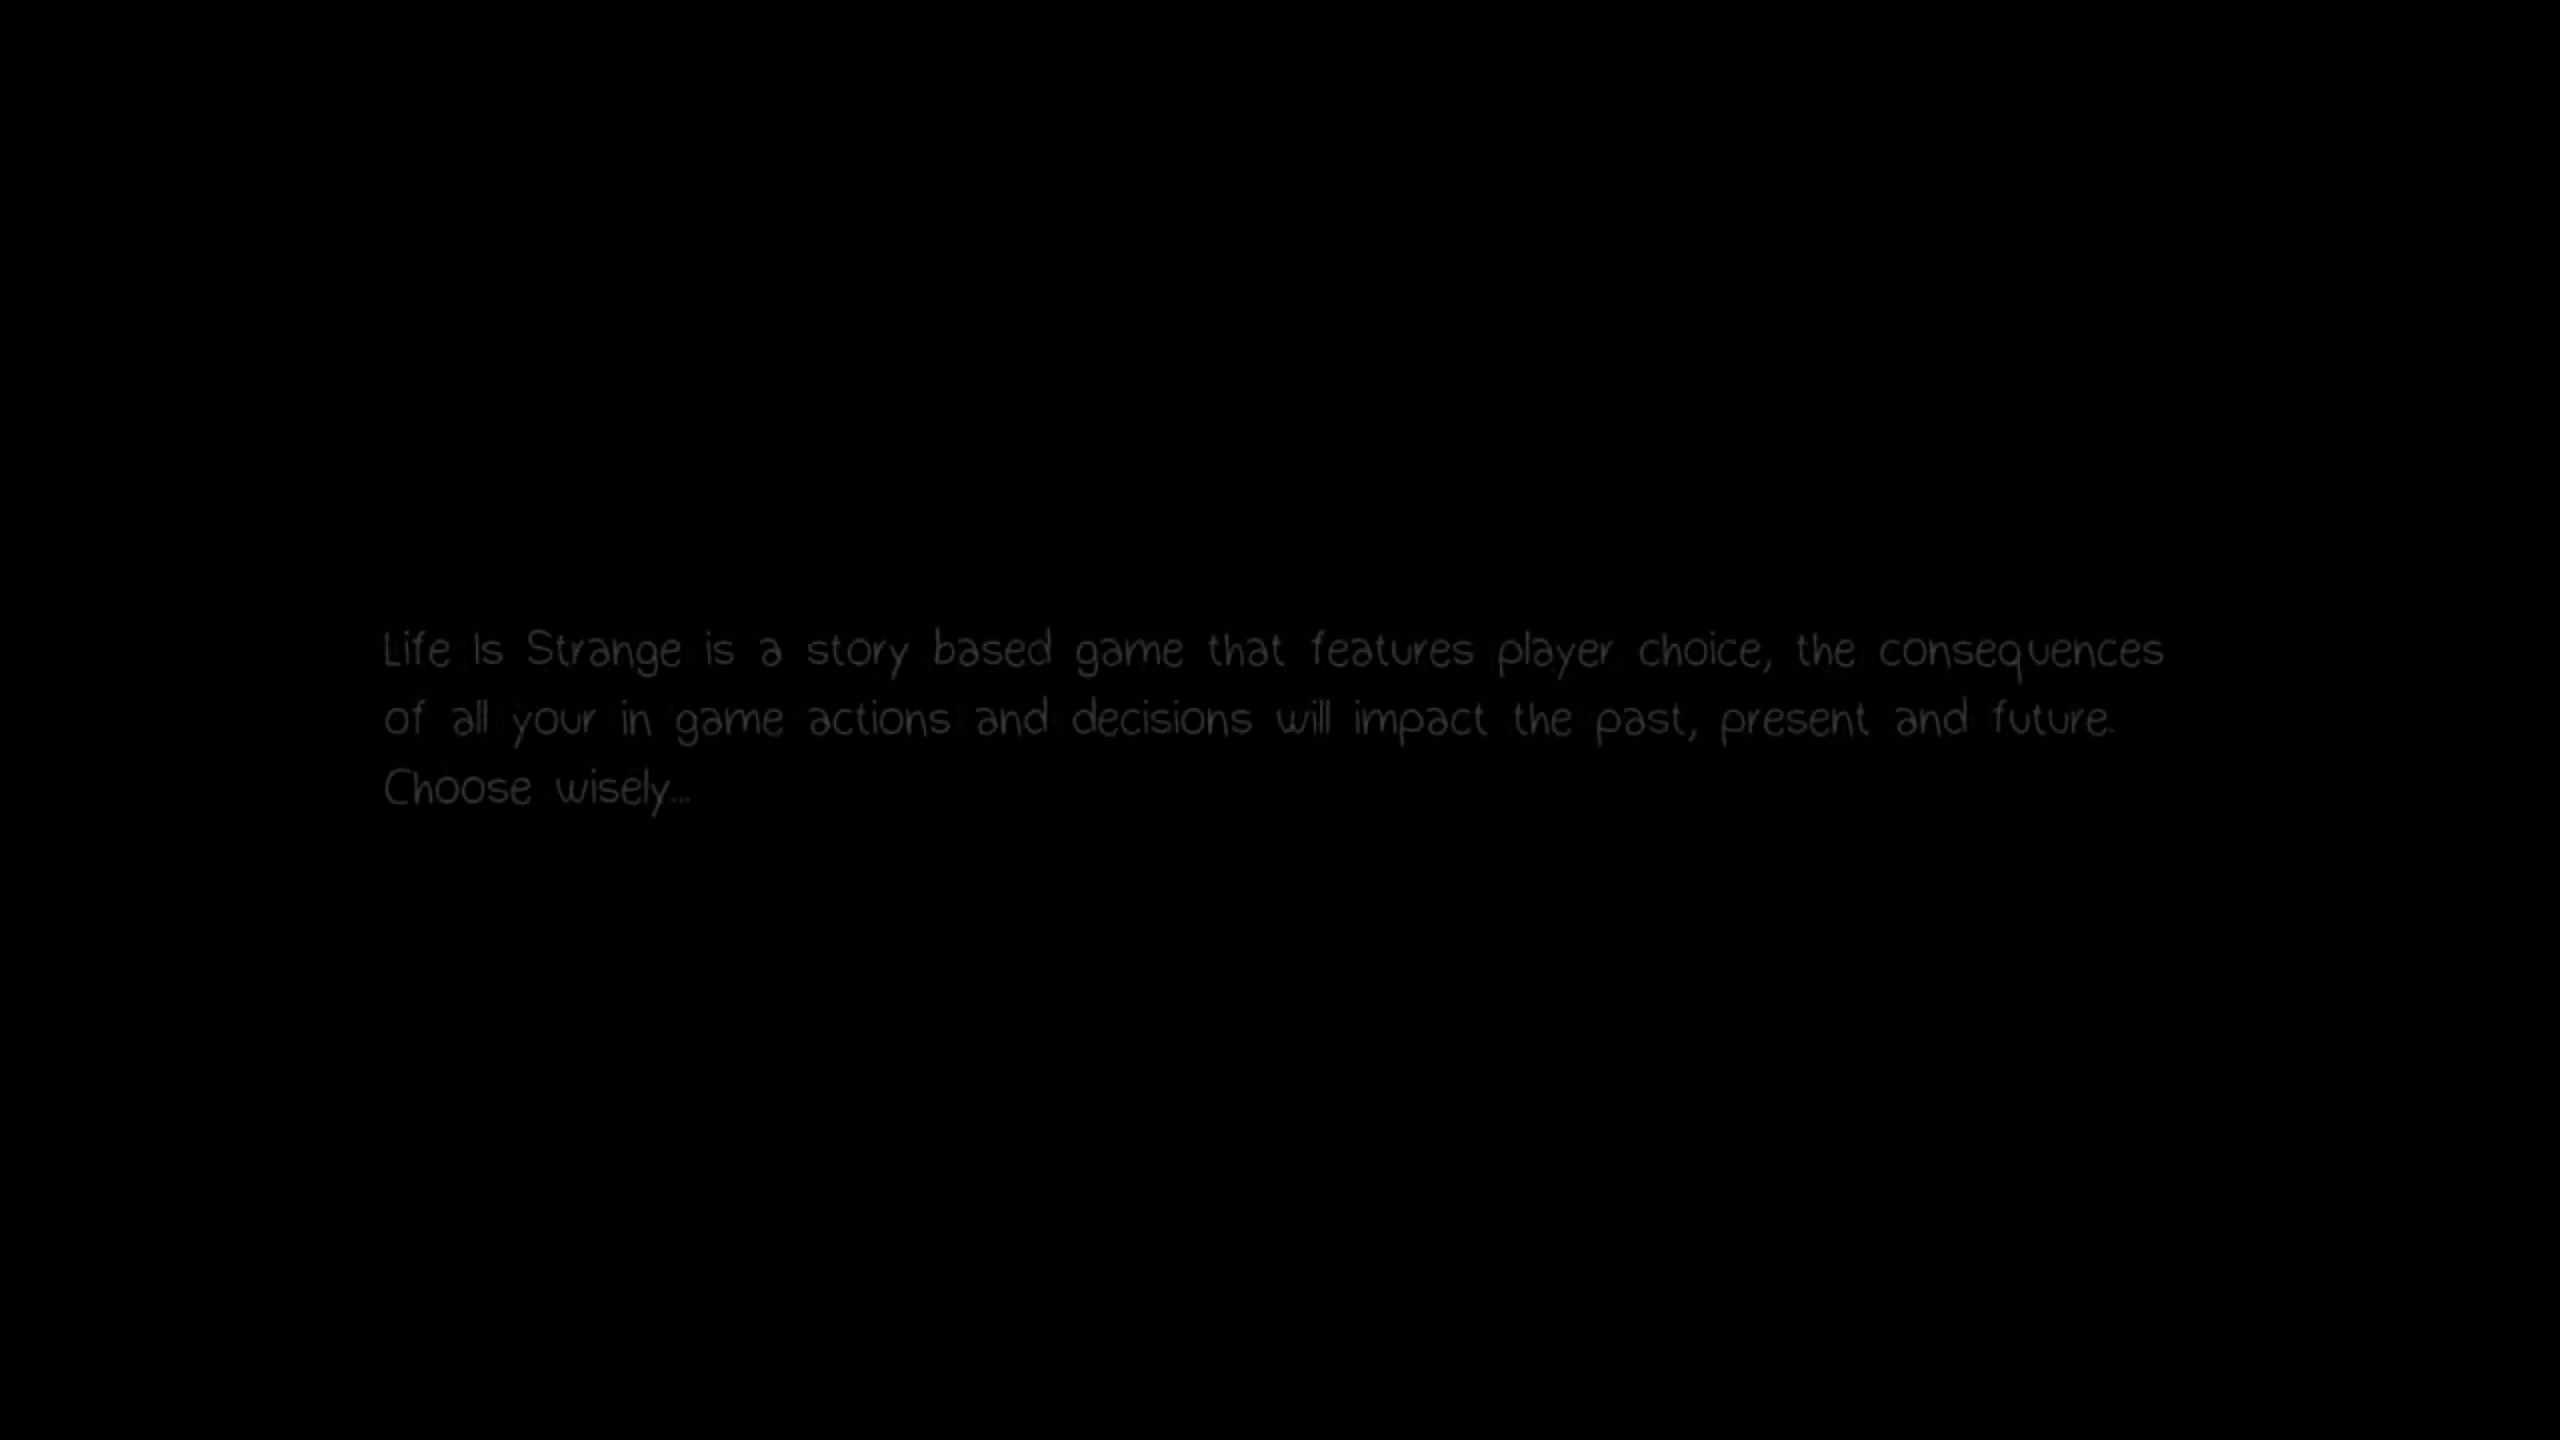 Life Is Strange is a story based game that features player choice, the consequences
of all your in game actions and decisions will impact the past, present and future.
Choose wisely...